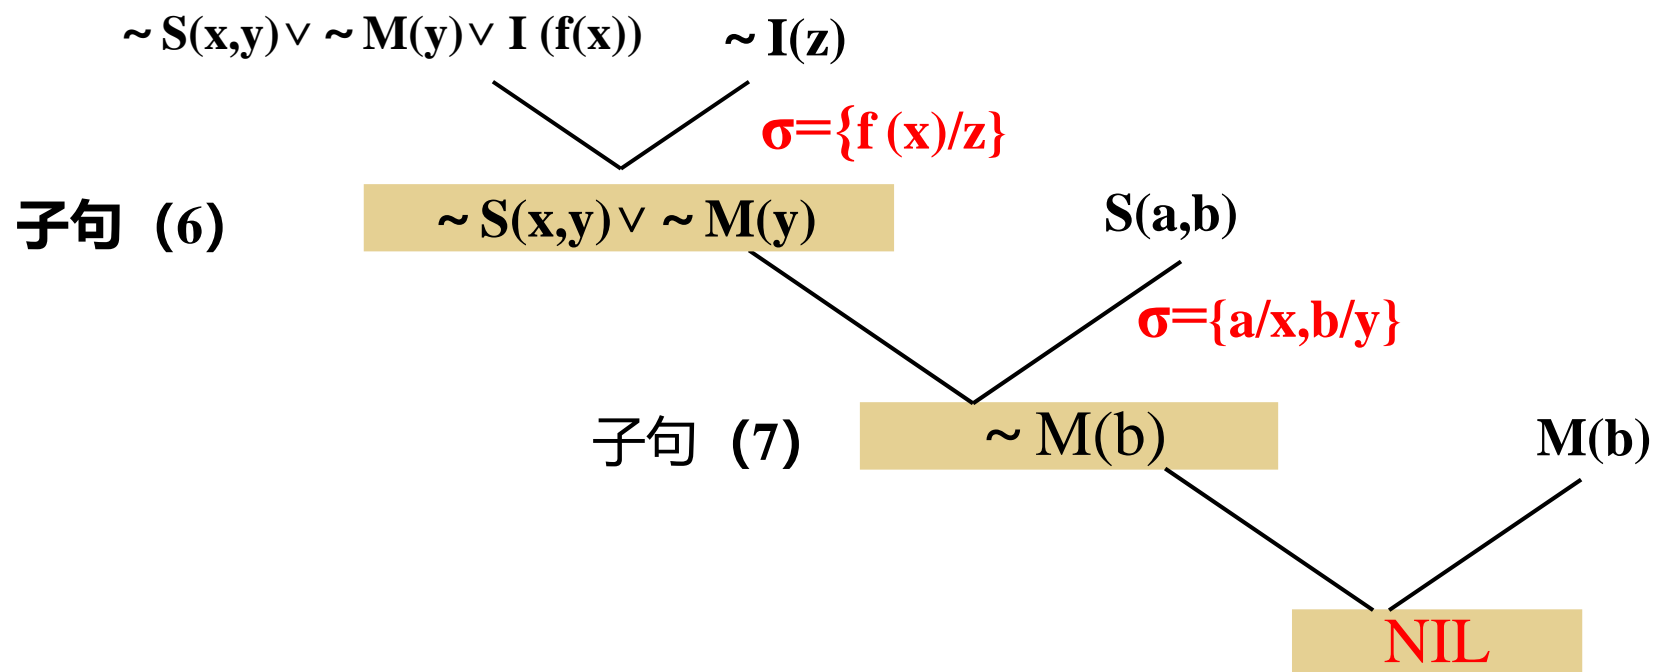 ~ S(x,y)∨ ~ M(y)∨ I (f(x)) ~ I(z)
σ={f (x)/z}
子句（6） ~ S(x,y)∨ ~ M(y) S(a,b)
σ={a/x,b/y}
子句（7） ~ M(b) M(b)
NIL